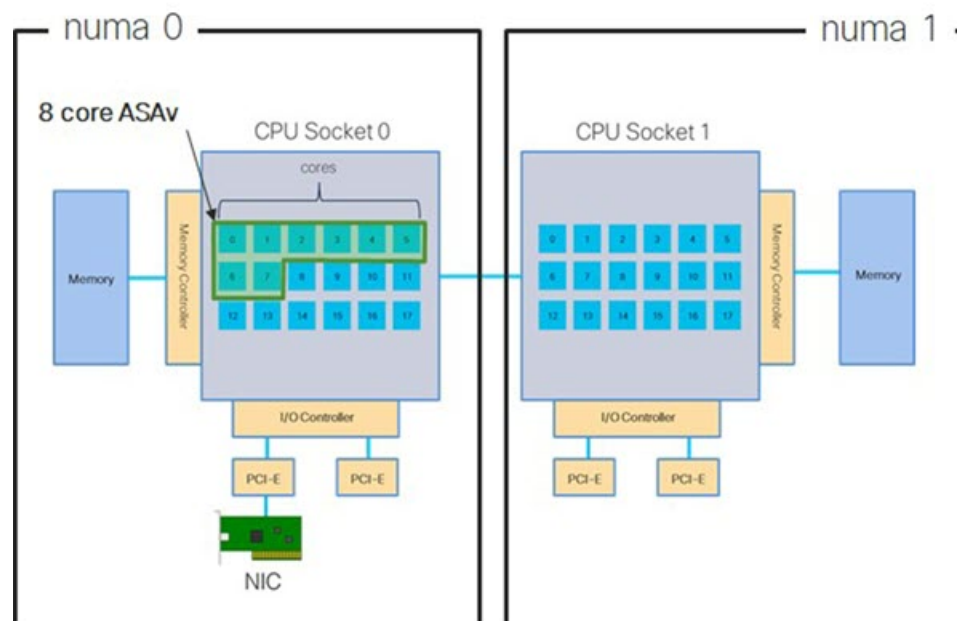 numa 0
numa 1
8 core ASAv
CPU Socket 0
CPU Socket 1
cores
Memory
Memory Controller
0 1 2 3 4 5
6 7 8 9 10 11
12 13 14 15 16 17
0 1 2 3 4 5
6 7 8 9 10 11
12 13 14 15 16 17
Memory Controller
Memory
I/O Controller
I/O Controller
PCI-E
PCI-E
PCI-E
PCI-E
NIC